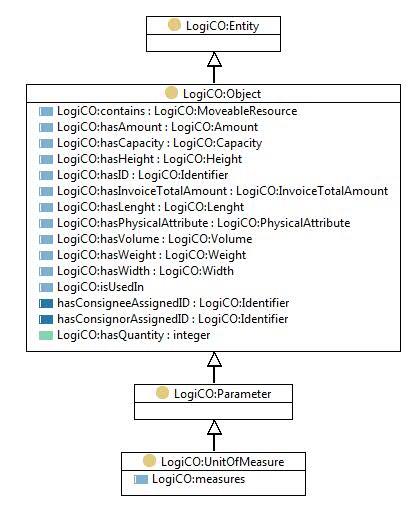 LogiCO:Entity
LogiCO:Object
LogiCO:contains : LogiCO:MoveableResource
LogiCO:hasAmount : LogiCO:Amount
LogiCO:hasCapacity : LogiCO:Capacity
LogiCO:hasHeight : LogiCO:Height
LogiCO:hasID : LogiCO:Identifier
LogiCO:hasInvoiceTotalAmount : LogiCO:InvoiceTotalAmount
LogiCO:hasLenght : LogiCO:Lenght
LogiCO:hasPhysicalAttribute : LogiCO:PhysicalAttribute
LogiCO:hasVolume : LogiCO:Volume
LogiCO:hasWeight : LogiCO:Weight
LogiCO:hasWidth : LogiCO:Width
LogiCO:isUsedIn
hasConsigneeAssignedID : LogiCO:Identifier
hasConsignorAssignedID : LogiCO:Identifier
LogiCO:hasQuantity : integer
LogiCO:Parameter
LogiCO:UnitOfMeasure
LogiCO:measures